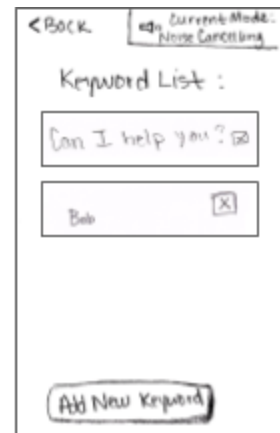 <BACK
Current Mode:
Noise Cancelling
Keyword List :
Can I help you? X
Bob X
Add New Keyword